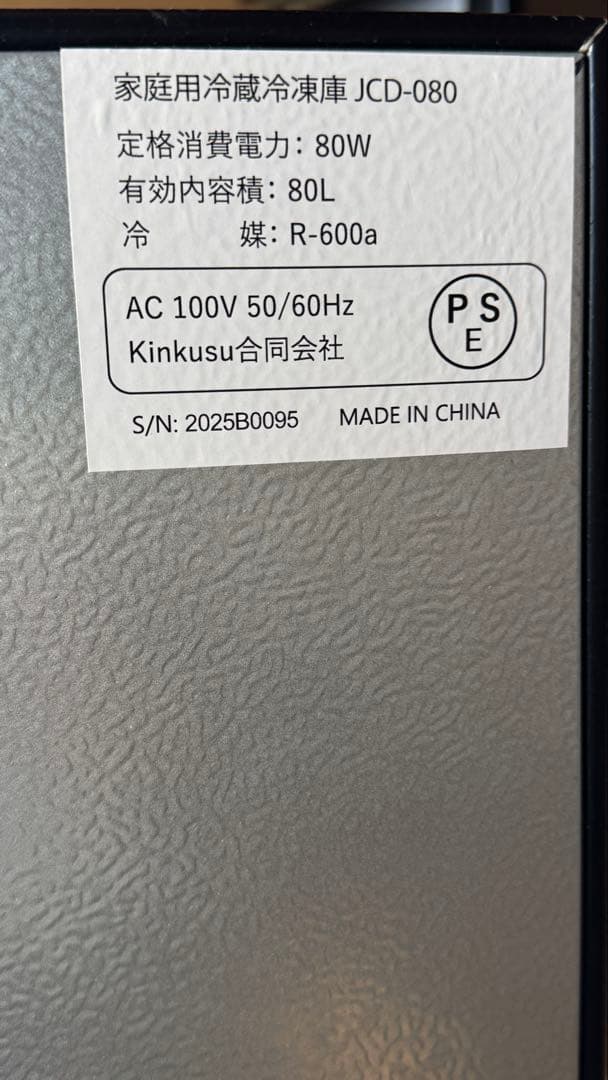 家庭用冷蔵冷凍庫 JCD-080
定格消費電力：80W
有効内容積：80L
冷　　　媒：R-600a
AC 100V 50/60Hz
Kinkusu合同会社
P S
E
S/N: 2025B0095　MADE IN CHINA